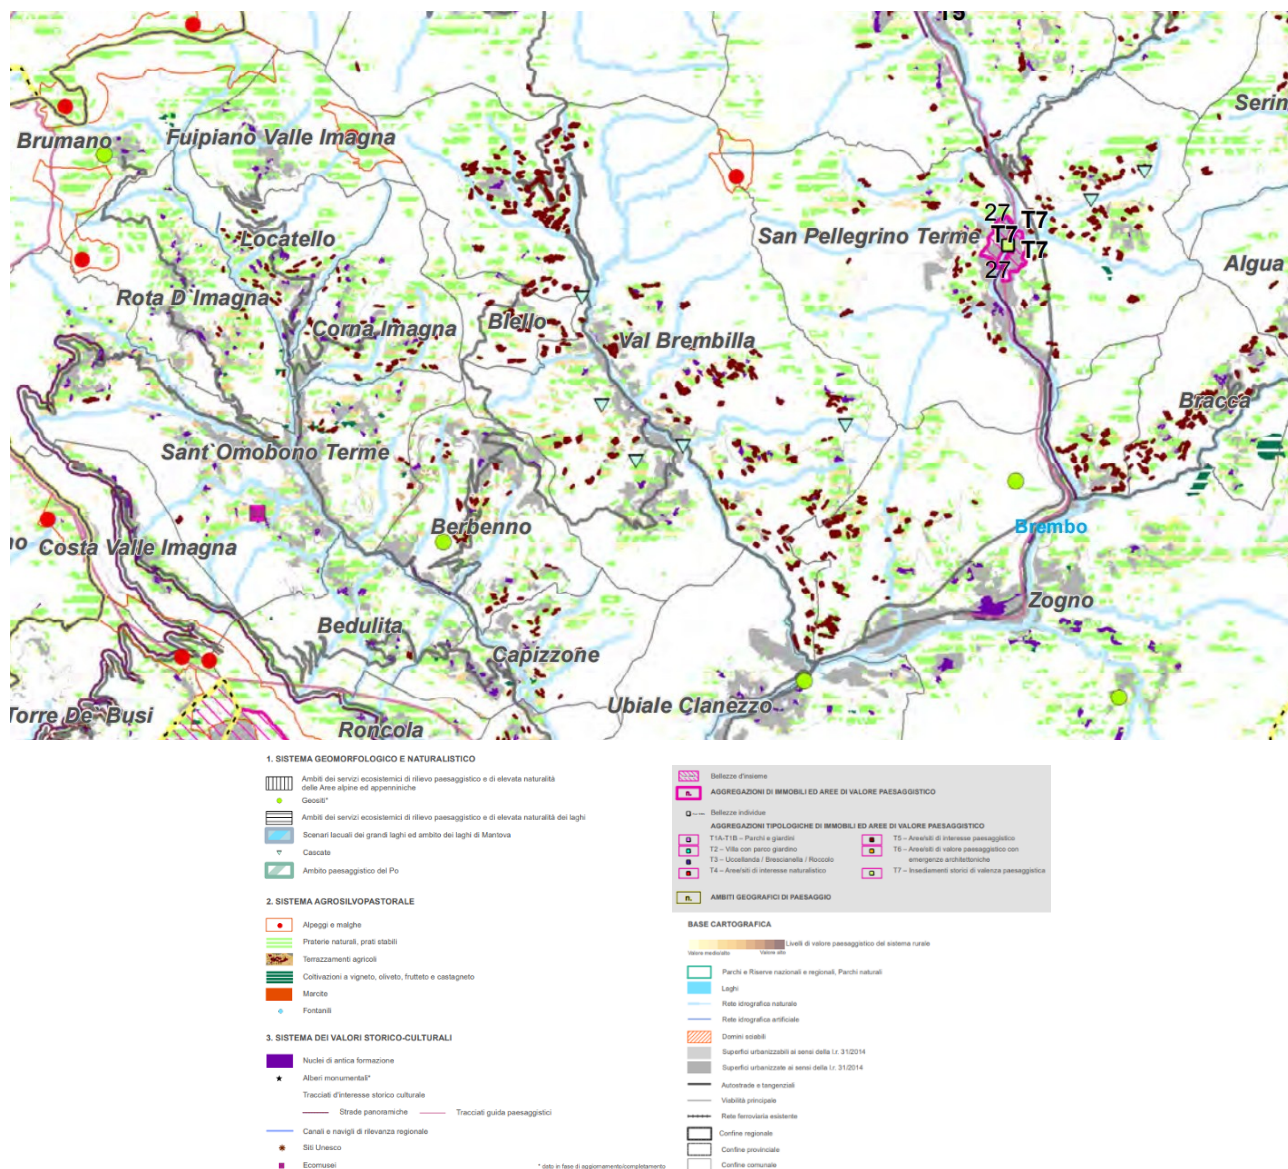 T5
Serin
Brumano
Fuipiano Valle Imagna
27
T7
San Pellegrino Terme
T7
T7
27
Locatello
Algua
Rota D`Imagna
Corna Imagna
Blello
Val Brembilla
Bracca
Sant`Omobono Terme
Berbenno
Brembo
no
Costa Valle Imagna
Zogno
Bedulita
Capizzone
Ubiale Clanezzo
Torre De` Busi
Roncola
1. SISTEMA GEOMORFOLOGICO E NATURALISTICO
Ambiti dei servizi ecosistemici di rilievo paesaggistico e di elevata naturalità
delle Aree alpine ed appenniniche
Geositi*
Ambiti dei servizi ecosistemici di rilievo paesaggistico e di elevata naturalità dei laghi
Scenari lacuali dei grandi laghi ed ambito dei laghi di Mantova
Cascate
Ambito paesaggistico del Po
2. SISTEMA AGROSILVOPASTORALE
Alpeggi e malghe
Praterie naturali, prati stabili
Terrazzamenti agricoli
Coltivazioni a vigneto, oliveto, frutteto e castagneto
Marcite
Fontanili
3. SISTEMA DEI VALORI STORICO-CULTURALI
Nuclei di antica formazione
Alberi monumentali*
Tracciati d'interesse storico culturale
Strade panoramiche
Tracciati guida paesaggistici
Canali e navigli di rilevanza regionale
Siti Unesco
Ecomusei
* dato in fase di aggiornamento/completamento
Bellezze d'insieme
n. AGGREGAZIONI DI IMMOBILI ED AREE DI VALORE PAESAGGISTICO
Bellezze individue
AGGREGAZIONI TIPOLOGICHE DI IMMOBILI ED AREE DI VALORE PAESAGGISTICO
T1A-T1B – Parchi e giardini
T2 – Villa con parco giardino
T3 – Uccellanda / Brescianella / Roccolo
T4 – Aree/siti di interesse naturalistico
T5 – Aree/siti di interesse paesaggistico
T6 – Aree/siti di valore paesaggistico con
emergenze architettoniche
T7 – Insediamenti storici di valenza paesaggistica
n. AMBITI GEOGRAFICI DI PAESAGGIO
BASE CARTOGRAFICA
Livelli di valore paesaggistico del sistema rurale
Valore medio/alto
Valore alto
Parchi e Riserve nazionali e regionali, Parchi naturali
Laghi
Rete idrografica naturale
Rete idrografica artificiale
Domini sciabili
Superfici urbanizzabili ai sensi della l.r. 31/2014
Superfici urbanizzate ai sensi della l.r. 31/2014
Autostrade e tangenziali
Viabilità principale
Rete ferroviaria esistente
Confine regionale
Confine provinciale
Confine comunale